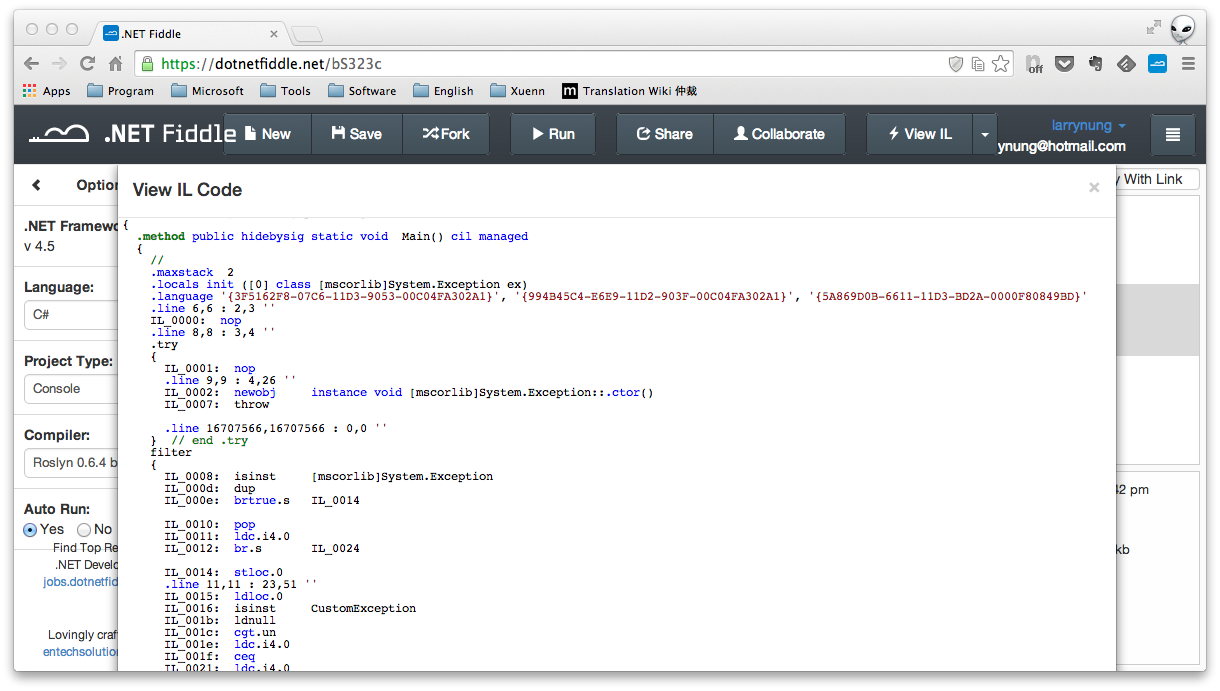 .NET Fiddle
https://dotnetfiddle.net/bS323c
off
Apps Program Microsoft Tools Software English Xuenn m Translation Wiki 仲裁
.NET Fiddle New Save Fork Run Share Collaborate View IL larrynung
ynung@hotmail.com
Optio
View IL Code
×
y With Link
.NET Framewo
v 4.5
Language:
C#
Project Type:
Console
Compiler:
Roslyn 0.6.4 b
Auto Run:
Yes No
Find Top Re
.NET Develo
jobs.dotnetfid
Lovingly craf
entechsolutio
{
.method public hidebysig static void Main() cil managed
{
//
.maxstack 2
.locals init ([0] class [mscorlib]System.Exception ex)
.language '{3F5162F8-07C6-11D3-9053-00C04FA302A1}', '{994B45C4-E6E9-11D2-903F-00C04FA302A1}', '{5A869D0B-6611-11D3-BD2A-0000F80849BD}'
.line 6,6 : 2,3 ''
IL_0000: nop
.line 8,8 : 3,4 ''
.try
{
IL_0001: nop
.line 9,9 : 4,26 ''
IL_0002: newobj instance void [mscorlib]System.Exception::.ctor()
IL_0007: throw
.line 16707566,16707566 : 0,0 ''
} // end .try
filter
{
IL_0008: isinst [mscorlib]System.Exception
IL_000d: dup
IL_000e: brtrue.s IL_0014
IL_0010: pop
IL_0011: ldc.i4.0
IL_0012: br.s IL_0024
IL_0014: stloc.0
.line 11,11 : 23,51 ''
IL_0015: ldloc.0
IL_0016: isinst CustomException
IL_001b: ldnull
IL_001c: cgt.un
IL_001e: ldc.i4.0
IL_001f: ceq
IL_0021: ldc.i4.0
42 pm
kb